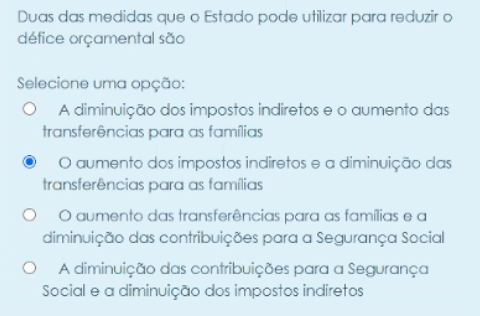 Duas das medidas que o Estado pode utilizar para reduzir o
défice orçamental são
Selecione uma opção:
A diminuição dos impostos indiretos e o aumento das
transferências para as famílias
O aumento dos impostos indiretos e a diminuição das
transferências para as famílias
O aumento das transferências para as famílias e a
diminuição das contribuições para a Segurança Social
A diminuição das contribuições para a Segurança
Social e a diminuição dos impostos indiretos